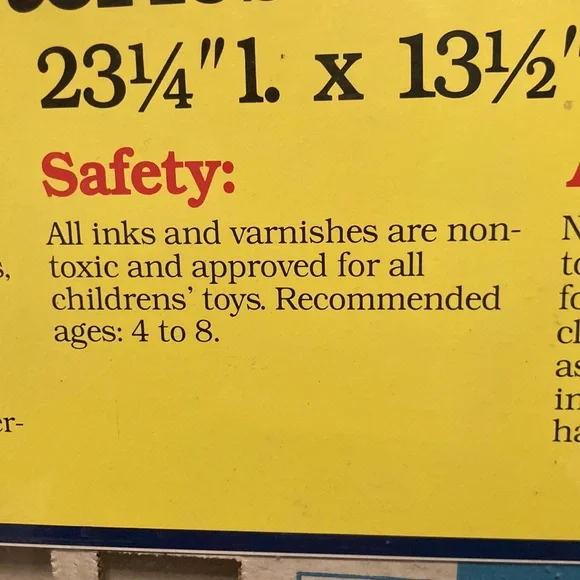 23¼" l. x 13½"
Safety:
All inks and varnishes are non-
toxic and approved for all
childrens' toys. Recommended
ages: 4 to 8.